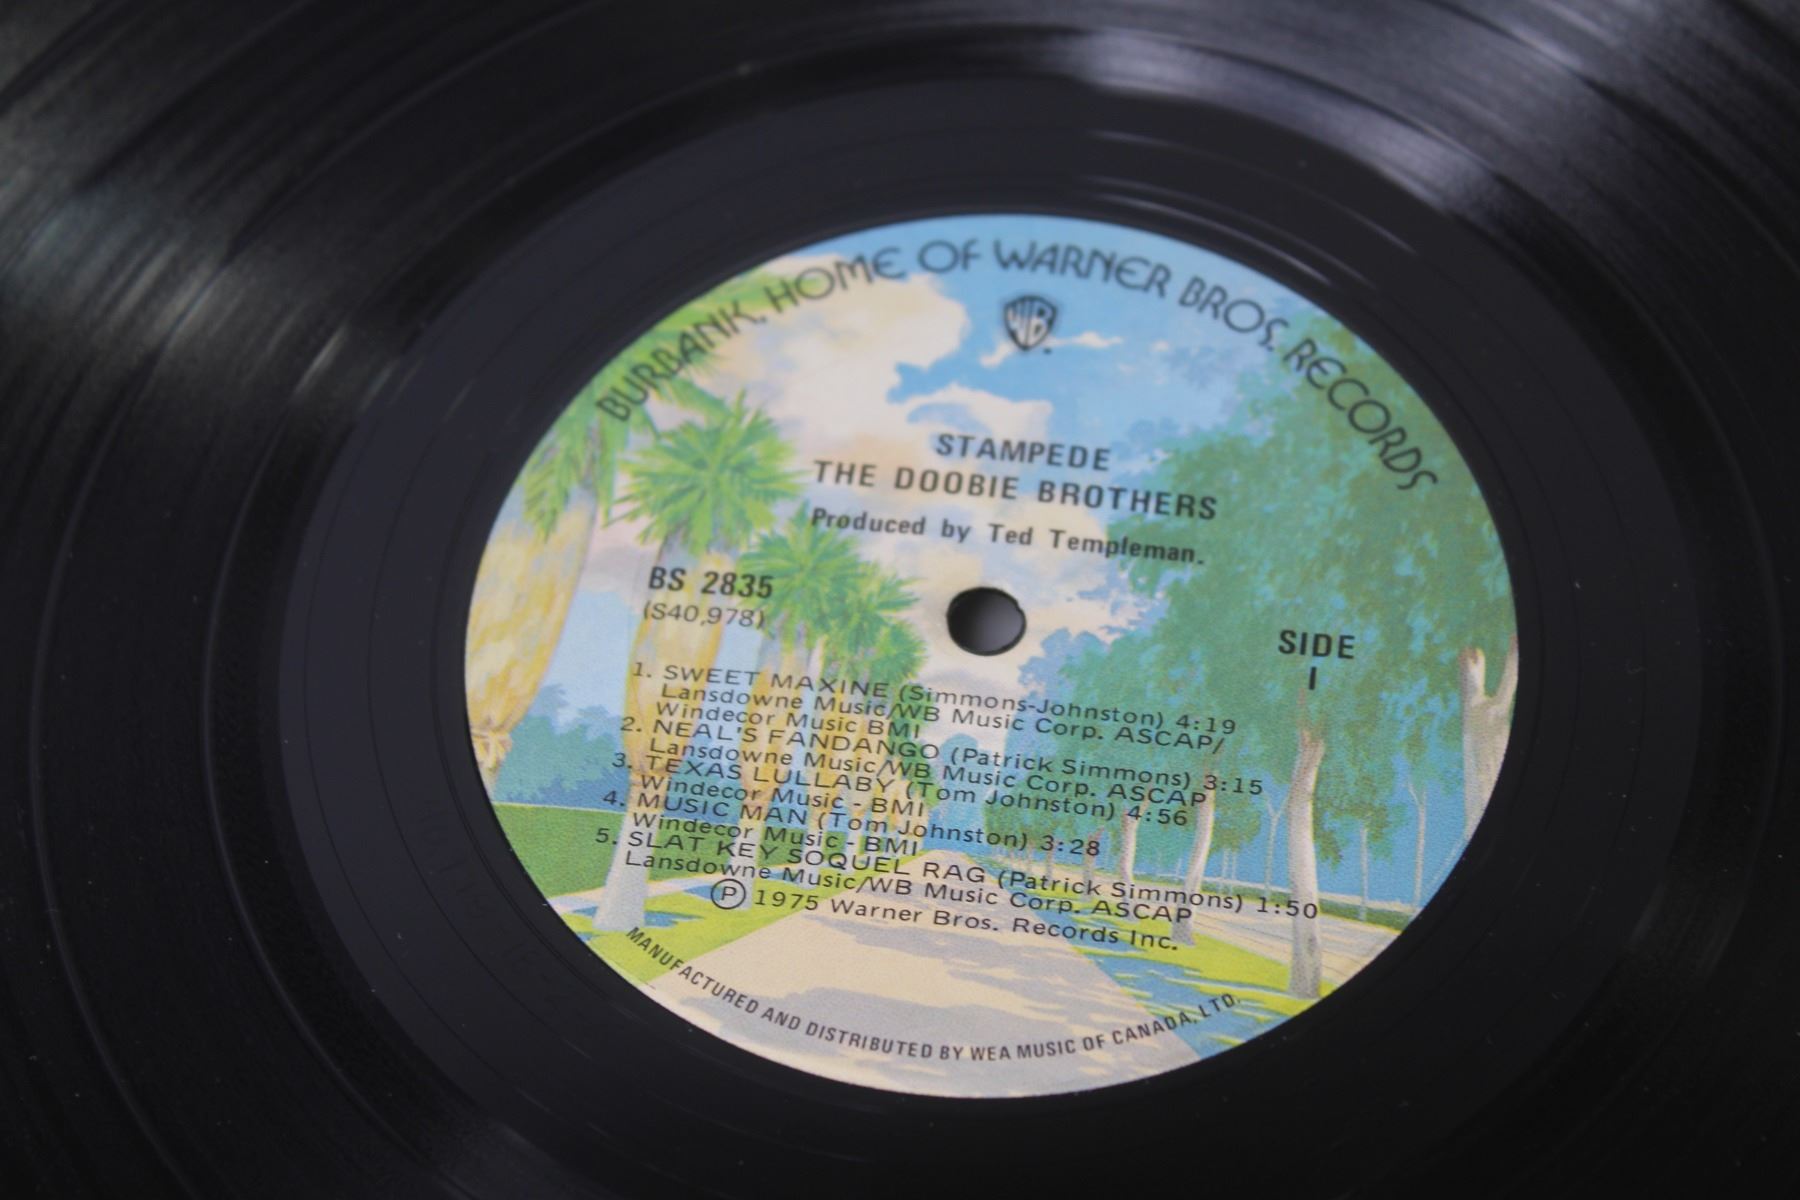 BURBANK, HOME OF WARNER BROS. RECORDS
WB
STAMPEDE
THE DOOBIE BROTHERS
Produced by Ted Templeman.
BS 2835
(S40,978)
SIDE
1
1. SWEET MAXINE (Simmons-Johnston) 4:19
Lansdowne Music/WB Music Corp. ASCAP/
Windecor Music BMI
2. NEAL'S FANDANGO (Patrick Simmons) 3:15
Lansdowne Music/WB Music Corp. ASCAP
3. TEXAS LULLABY (Tom Johnston) 4:56
Windecor Music - BMI
4. MUSIC MAN (Tom Johnston) 3:28
Windecor Music - BMI
5. SLAT KEY SOQUEL RAG (Patrick Simmons) 1:50
Lansdowne Music/WB Music Corp. ASCAP
Ⓟ 1975 Warner Bros. Records Inc.
MANUFACTURED AND DISTRIBUTED BY WEA MUSIC OF CANADA, LTD.